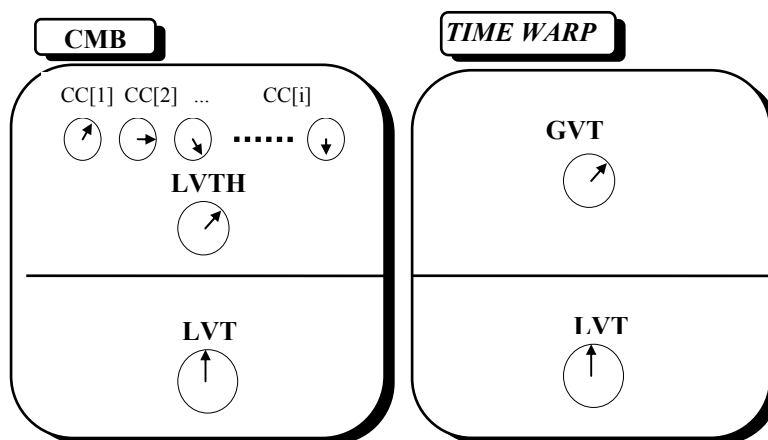 CMB
CC[1] CC[2] ... CC[i]
LVTH
LVT
TIME WARP
GVT
LVT